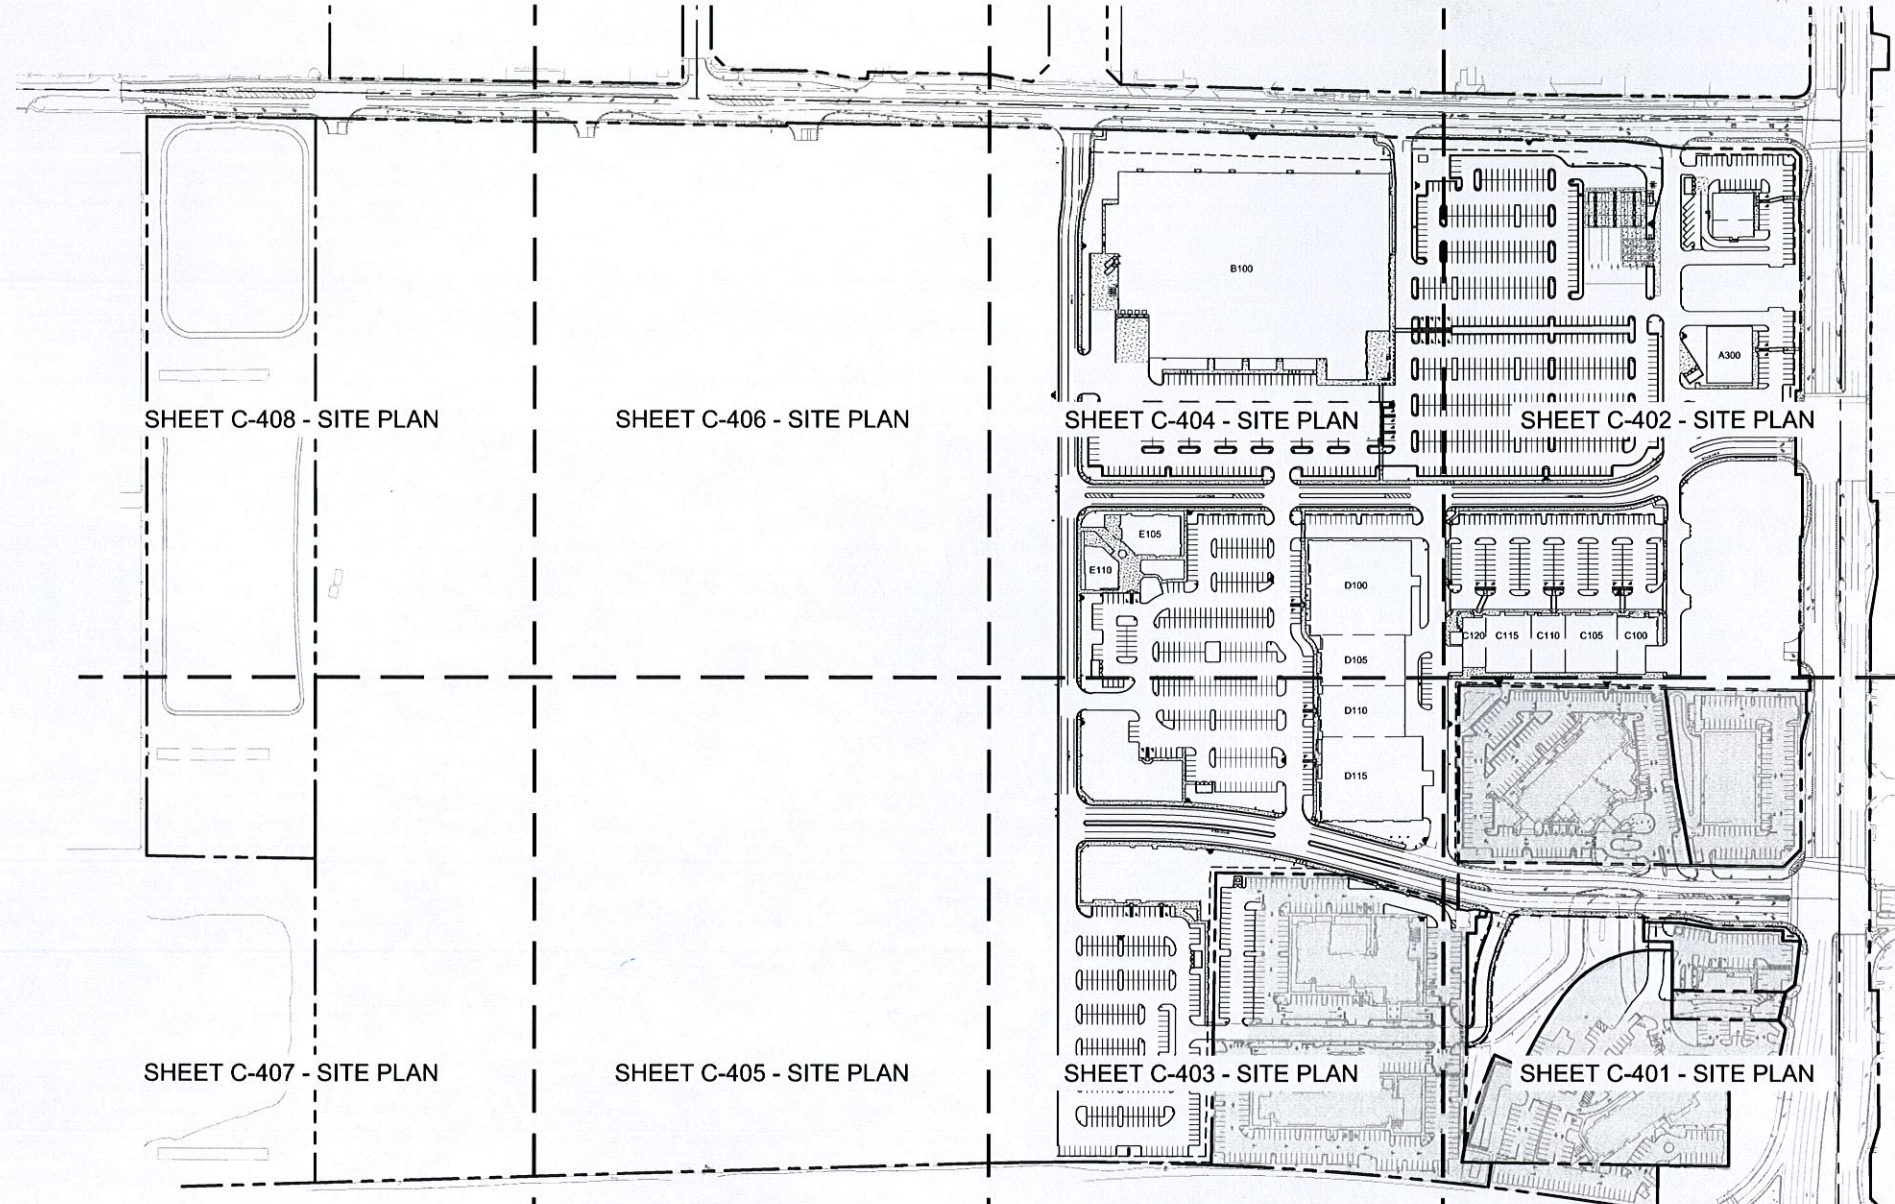 B100
A300
SHEET C-408 - SITE PLAN
SHEET C-406 - SITE PLAN
SHEET C-404 - SITE PLAN
SHEET C-402 - SITE PLAN
E105
E110
D100
C120
C115
C110
C105
C100
D105
D110
D115
SHEET C-407 - SITE PLAN
SHEET C-405 - SITE PLAN
SHEET C-403 - SITE PLAN
SHEET C-401 - SITE PLAN